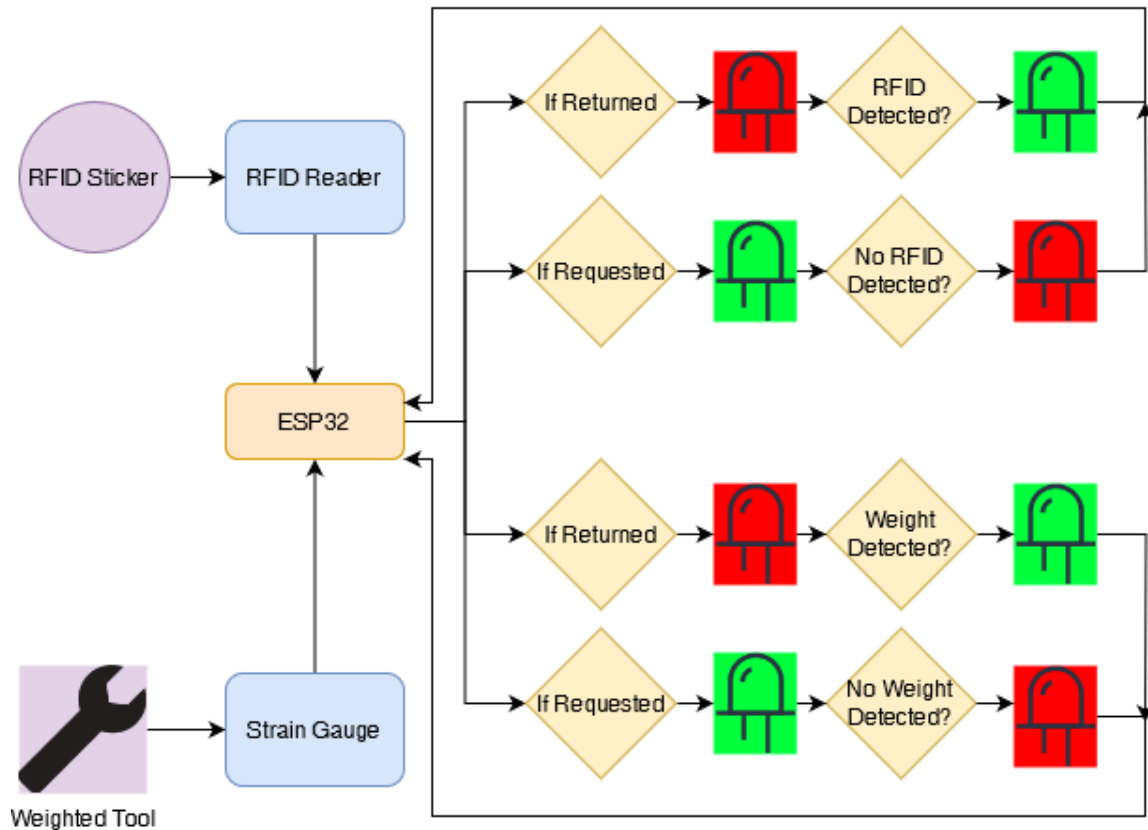 If Returned
RFID
Detected?
RFID Sticker
RFID Reader
If Requested
No RFID
Detected?
ESP32
If Returned
Weight
Detected?
If Requested
No Weight
Detected?
Strain Gauge
Weighted Tool